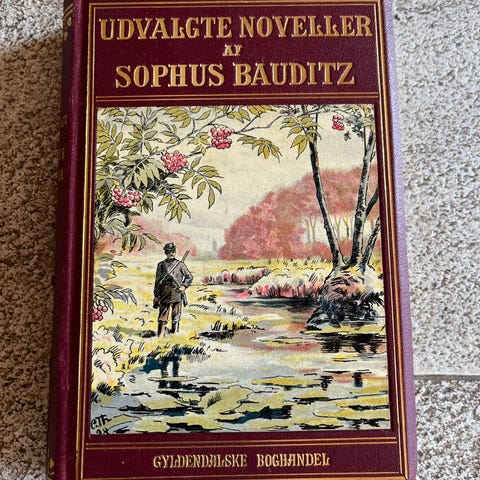 UDVALGTE NOVELLER
AF
SOPHUS BAUDITZ
GYLDENDALSKE BOGHANDEL